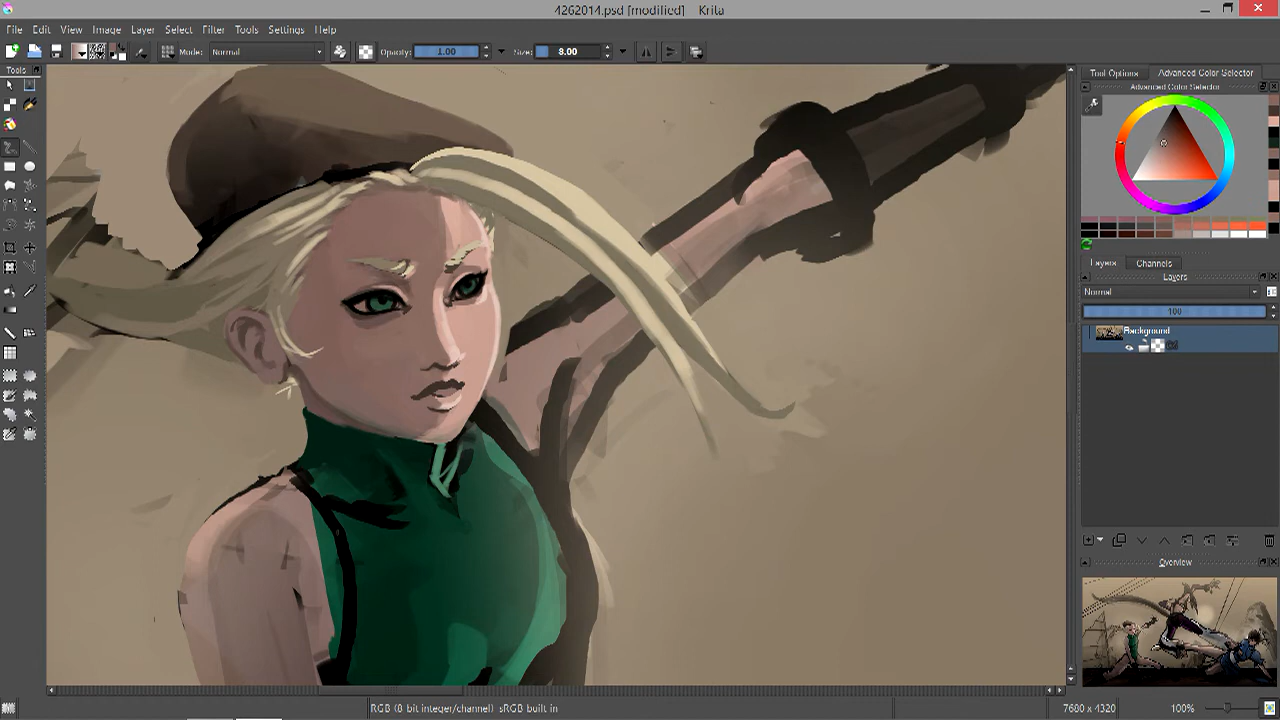 4262014.psd [modified] - Krita
File Edit View Image Layer Select Filter Tools Settings Help
Mode: Normal Opacity: 1.00 Size: 8.00
Tools
Tool Options Advanced Color Selector
Advanced Color Selector
Layers Channels
Layers
Normal
100
Background
Overview
RGB (8 bit integer/channel) sRGB built in
7680 x 4320 100%